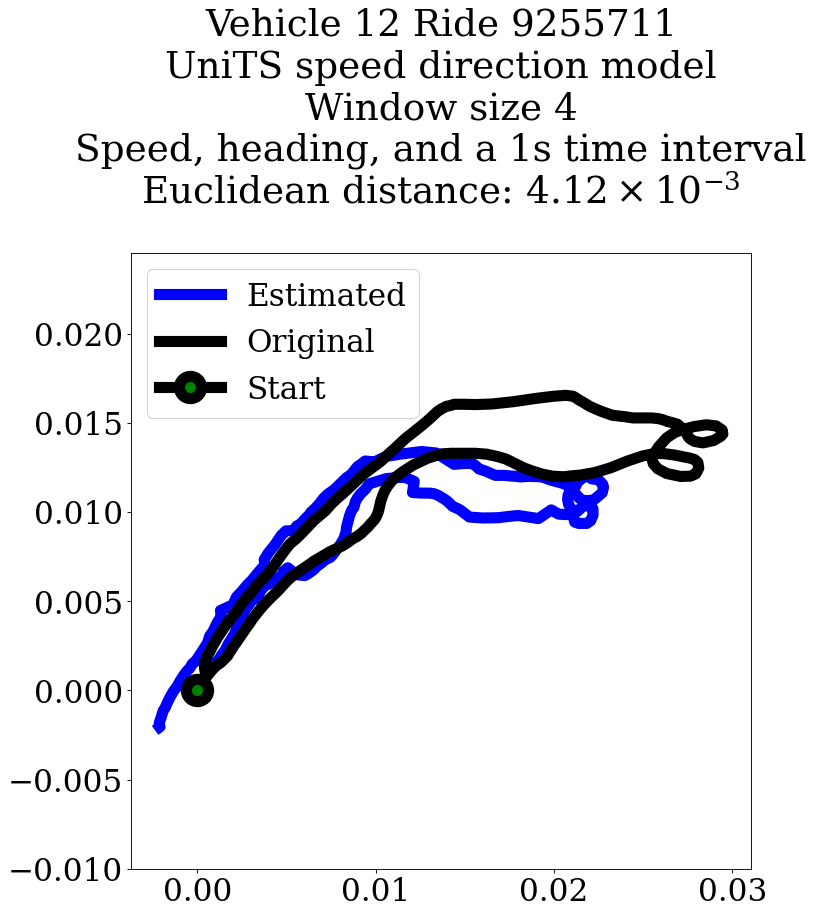 Vehicle 12 Ride 9255711
UniTS speed direction model
Window size 4
Speed, heading, and a 1s time interval
Euclidean distance: 4.12 × 10⁻³
Estimated
Original
Start
0.020
0.015
0.010
0.005
0.000
−0.005
−0.010
0.00 0.01 0.02 0.03